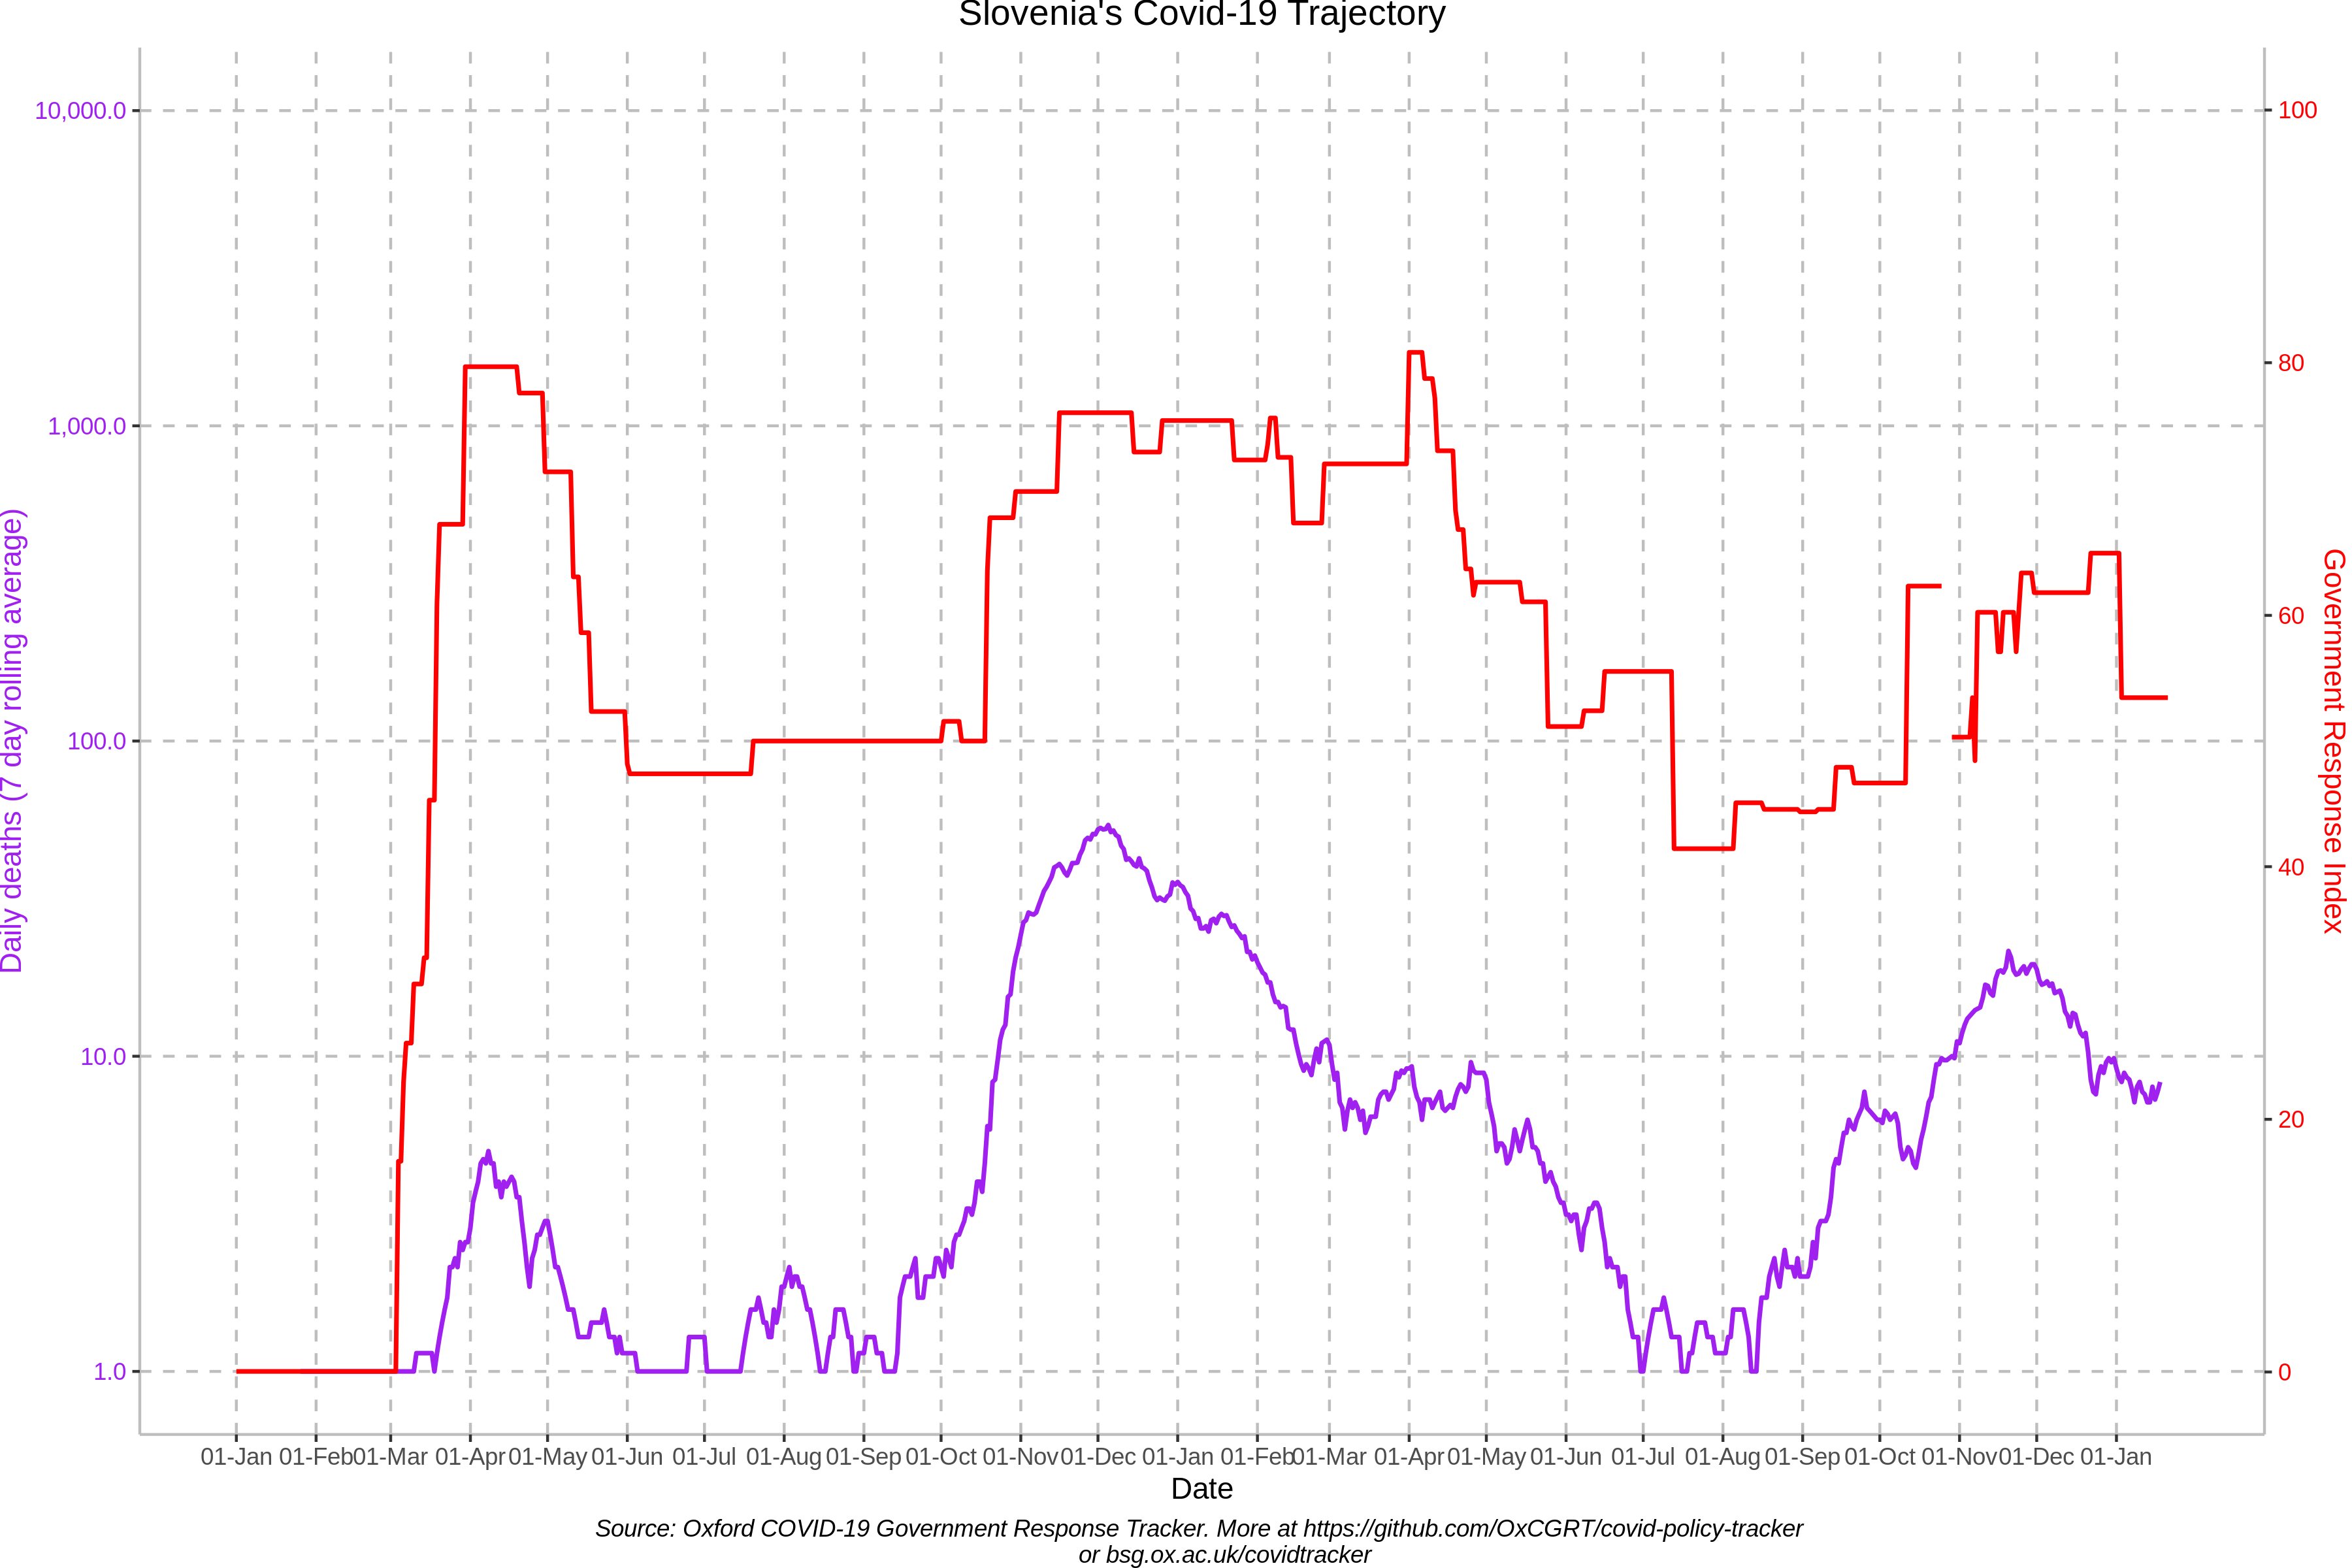 Slovenia's Covid-19 Trajectory
10,000.0
1,000.0
100.0
10.0
1.0
Daily deaths (7 day rolling average)
100
80
60
40
20
0
Government Response Index
01-Jan 01-Feb 01-Mar 01-Apr 01-May 01-Jun 01-Jul 01-Aug 01-Sep 01-Oct 01-Nov 01-Dec 01-Jan 01-Feb 01-Mar 01-Apr 01-May 01-Jun 01-Jul 01-Aug 01-Sep 01-Oct 01-Nov 01-Dec 01-Jan
Date
Source: Oxford COVID-19 Government Response Tracker. More at https://github.com/OxCGRT/covid-policy-tracker
or bsg.ox.ac.uk/covidtracker